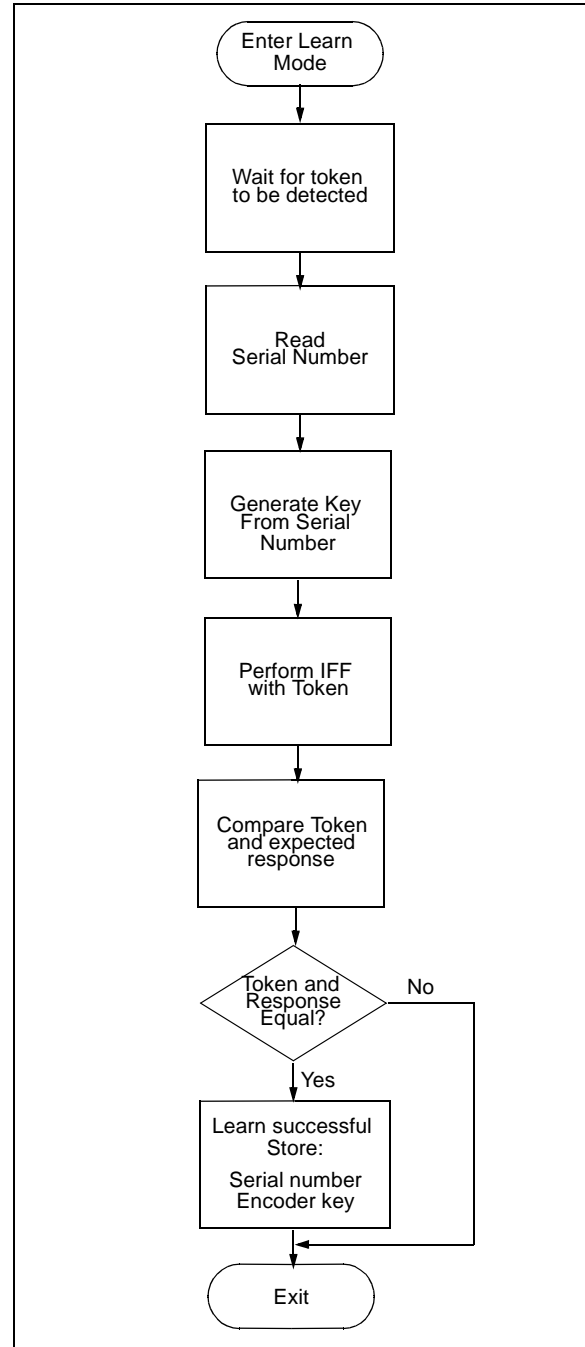 Enter Learn
Mode
Wait for token
to be detected
Read
Serial Number
Generate Key
From Serial
Number
Perform IFF
with Token
Compare Token
and expected
response
Token and
Response
Equal?
No
Yes
Learn successful
Store:
Serial number
Encoder key
Exit